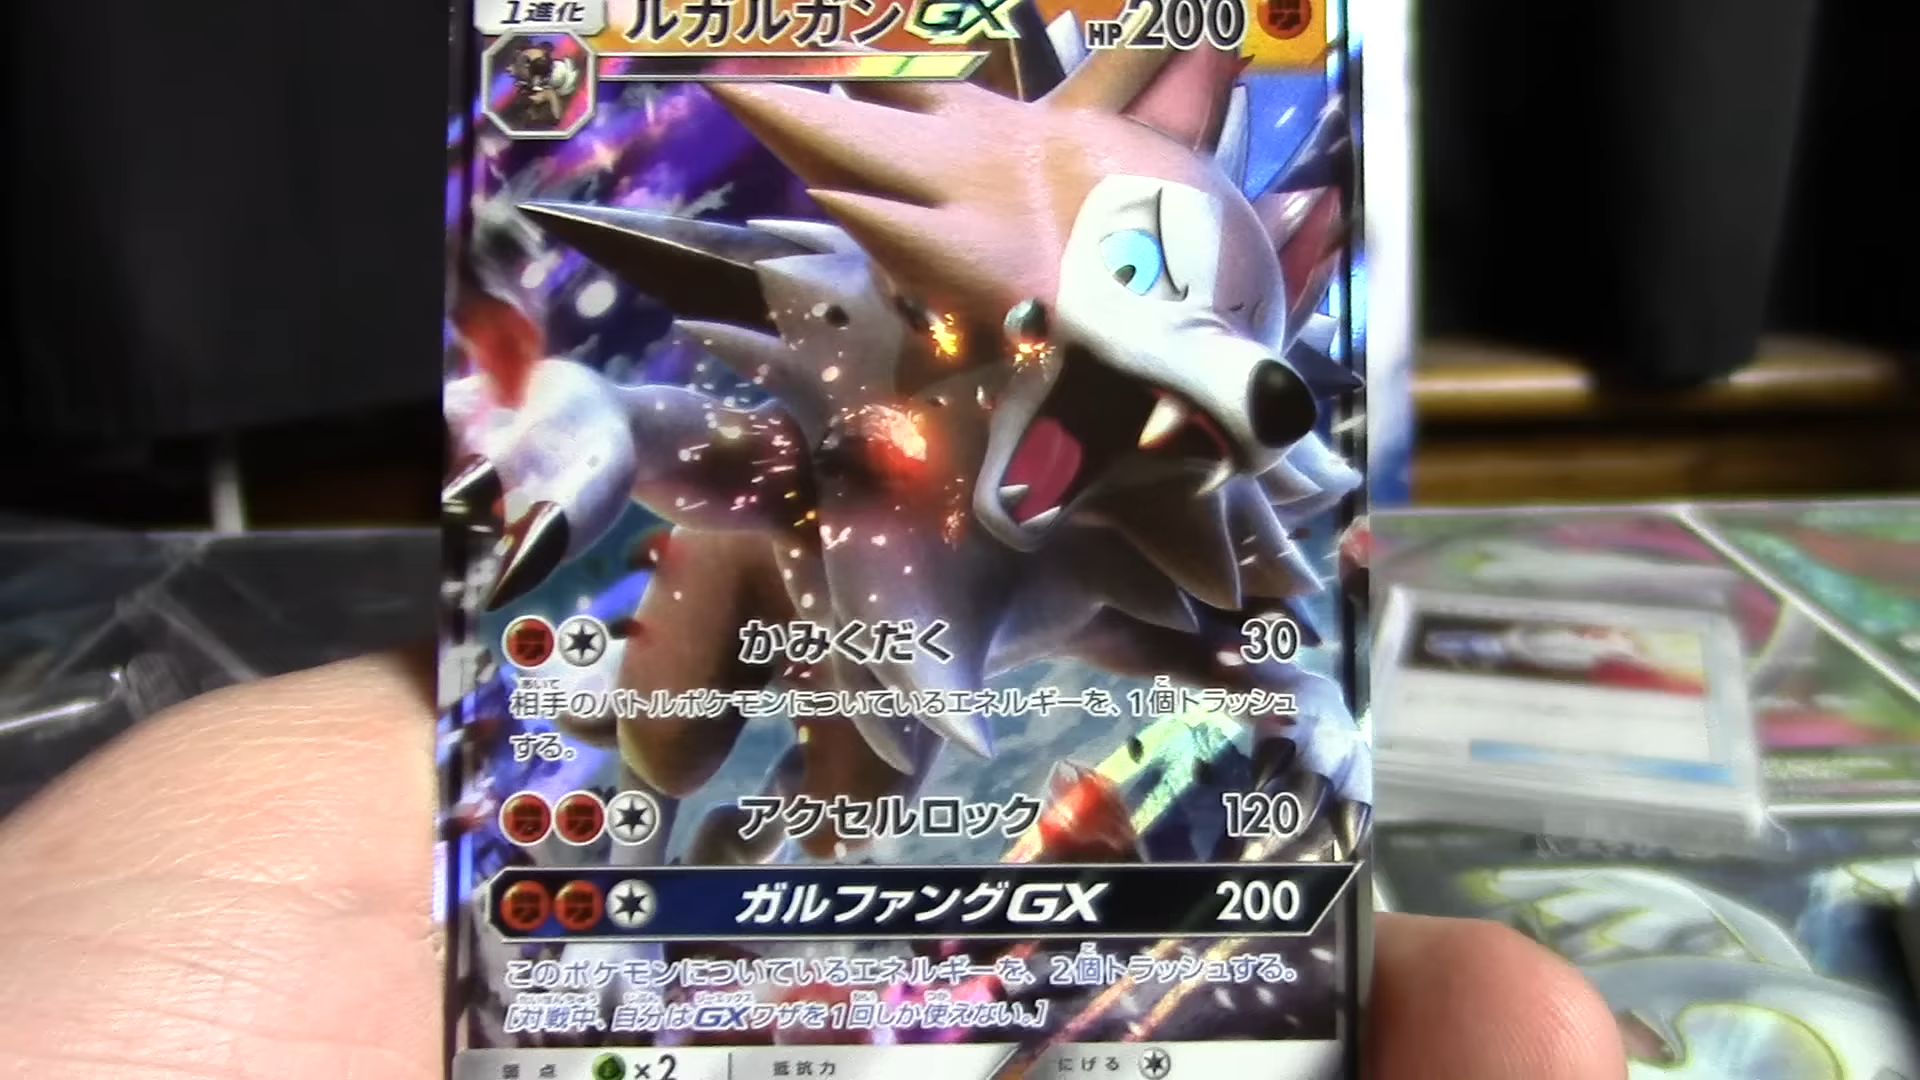 1進化 ルガルガンGX HP200
かみくだく 30
相手のバトルポケモンについているエネルギーを、1個トラッシュ
する。
アクセルロック 120
ガルファングGX 200
このポケモンについているエネルギーを、2個トラッシュする。
[対戦中、自分はGXワザを1回しか使えない。]
弱点 ×2 抵抗力 にげる